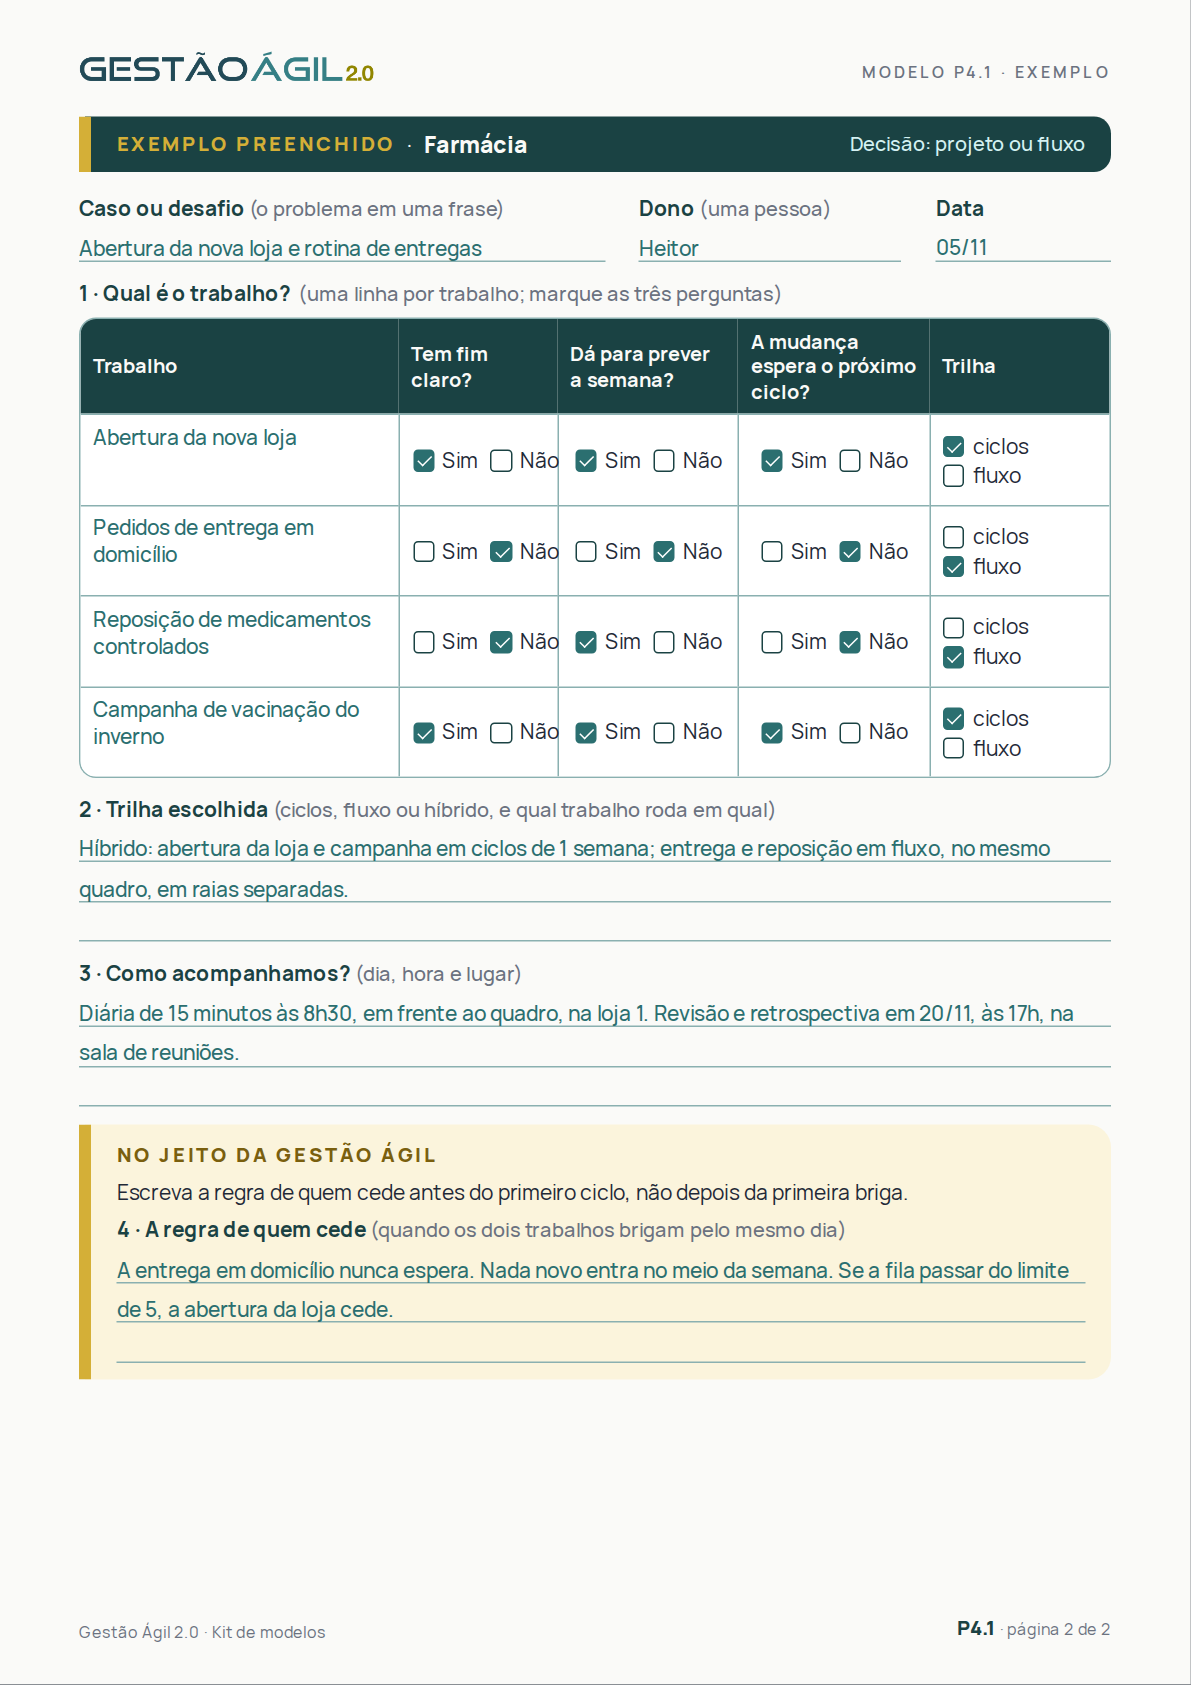 GESTÃOÁGIL2.0
MODELO P4.1 · EXEMPLO
EXEMPLO PREENCHIDO · Farmácia
Decisão: projeto ou fluxo
Caso ou desafio (o problema em uma frase)
Dono (uma pessoa)
Data
Abertura da nova loja e rotina de entregas
Heitor
05/11
1 · Qual é o trabalho? (uma linha por trabalho; marque as três perguntas)
Trabalho
Tem fim
claro?
Dá para prever
a semana?
A mudança
espera o próximo
ciclo?
Trilha
Abertura da nova loja
Sim Não
Sim Não
Sim Não
ciclos
fluxo
Pedidos de entrega em
domicílio
Sim Não
Sim Não
Sim Não
ciclos
fluxo
Reposição de medicamentos
controlados
Sim Não
Sim Não
Sim Não
ciclos
fluxo
Campanha de vacinação do
inverno
Sim Não
Sim Não
Sim Não
ciclos
fluxo
2 · Trilha escolhida (ciclos, fluxo ou híbrido, e qual trabalho roda em qual)
Híbrido: abertura da loja e campanha em ciclos de 1 semana; entrega e reposição em fluxo, no mesmo
quadro, em raias separadas.
3 · Como acompanhamos? (dia, hora e lugar)
Diária de 15 minutos às 8h30, em frente ao quadro, na loja 1. Revisão e retrospectiva em 20/11, às 17h, na
sala de reuniões.
NO JEITO DA GESTÃO ÁGIL
Escreva a regra de quem cede antes do primeiro ciclo, não depois da primeira briga.
4 · A regra de quem cede (quando os dois trabalhos brigam pelo mesmo dia)
A entrega em domicílio nunca espera. Nada novo entra no meio da semana. Se a fila passar do limite
de 5, a abertura da loja cede.
Gestão Ágil 2.0 · Kit de modelos
P4.1 · página 2 de 2